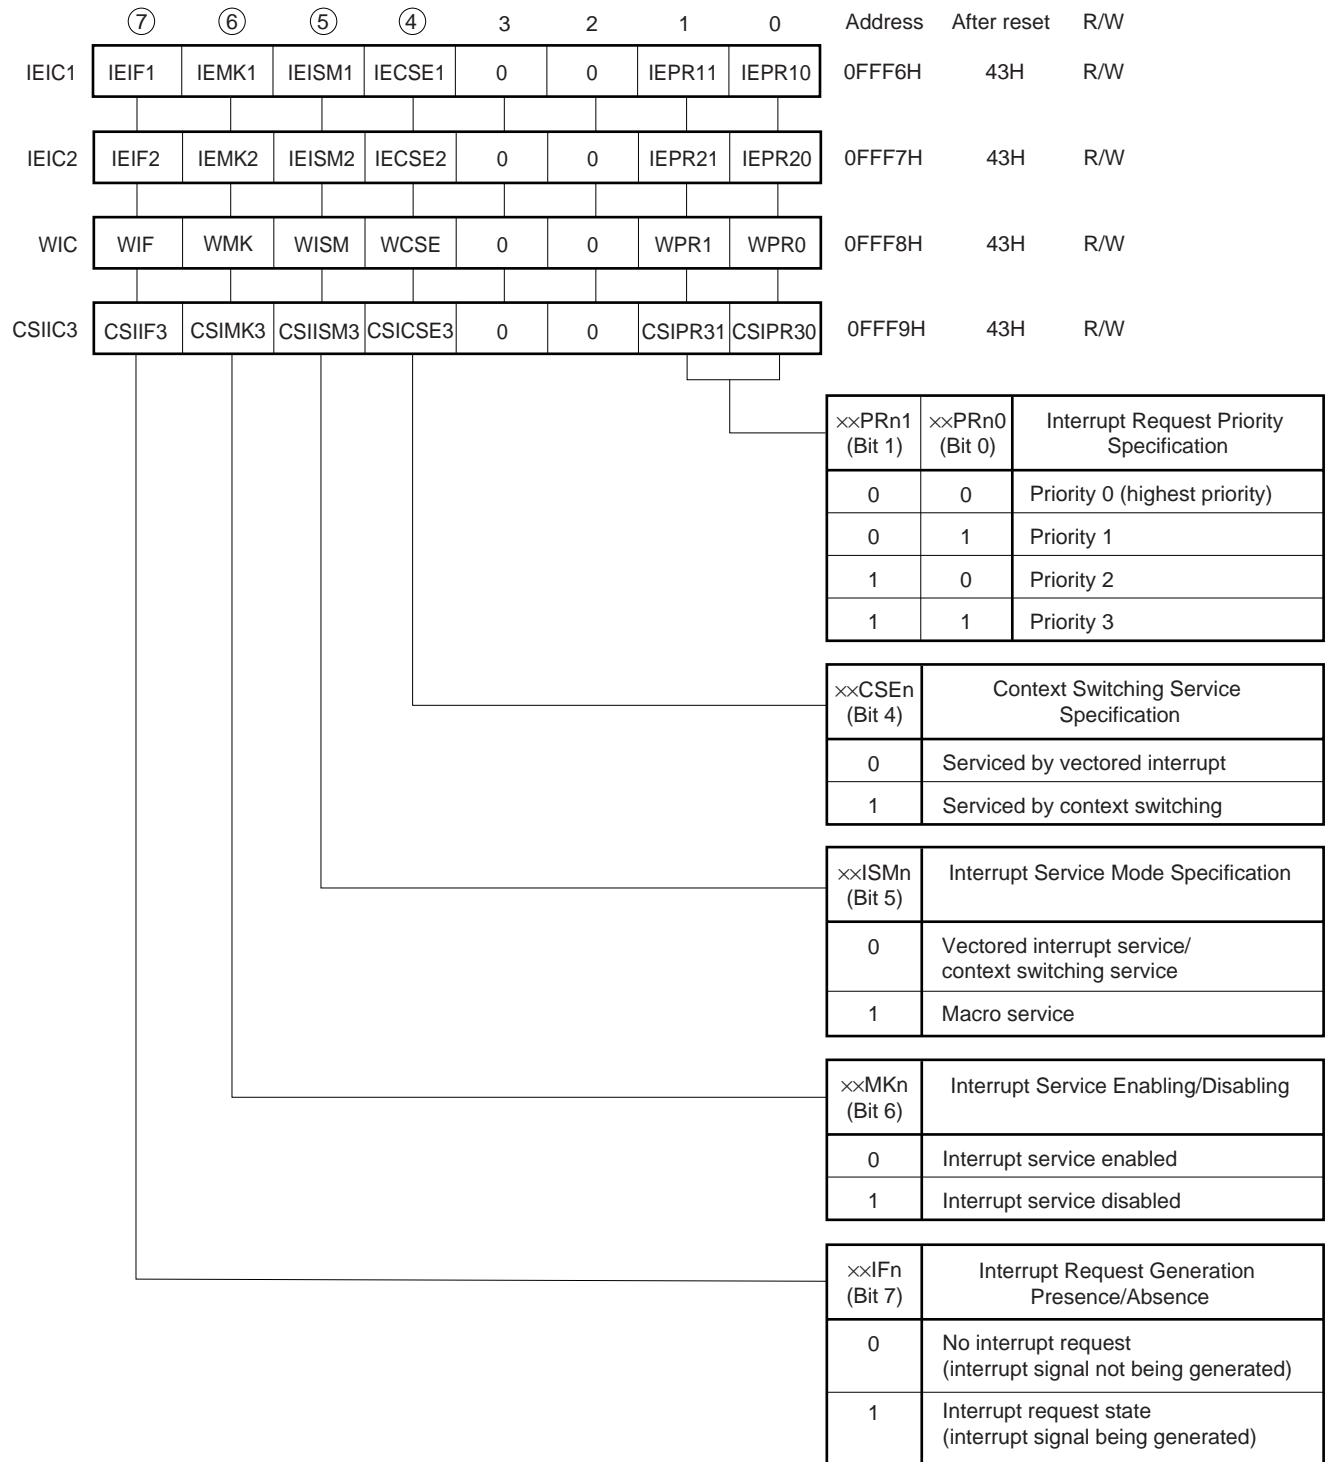 ⑦ ⑥ ⑤ ④ 3 2 1 0 Address After reset R/W
IEIC1 IEIF1 IEMK1 IEISM1 IECSE1 0 0 IEPR11 IEPR10 0FFF6H 43H R/W
IEIC2 IEIF2 IEMK2 IEISM2 IECSE2 0 0 IEPR21 IEPR20 0FFF7H 43H R/W
WIC WIF WMK WISM WCSE 0 0 WPR1 WPR0 0FFF8H 43H R/W
CSIIC3 CSIIF3 CSIMK3 CSIISM3 CSICSE3 0 0 CSIPR31 CSIPR30 0FFF9H 43H R/W
××PRn1 ××PRn0 Interrupt Request Priority
(Bit 1) (Bit 0) Specification
0 0 Priority 0 (highest priority)
0 1 Priority 1
1 0 Priority 2
1 1 Priority 3
××CSEn Context Switching Service
(Bit 4) Specification
0 Serviced by vectored interrupt
1 Serviced by context switching
××ISMn Interrupt Service Mode Specification
(Bit 5)
0 Vectored interrupt service/
context switching service
1 Macro service
××MKn Interrupt Service Enabling/Disabling
(Bit 6)
0 Interrupt service enabled
1 Interrupt service disabled
××IFn Interrupt Request Generation
(Bit 7) Presence/Absence
0 No interrupt request
(interrupt signal not being generated)
1 Interrupt request state
(interrupt signal being generated)